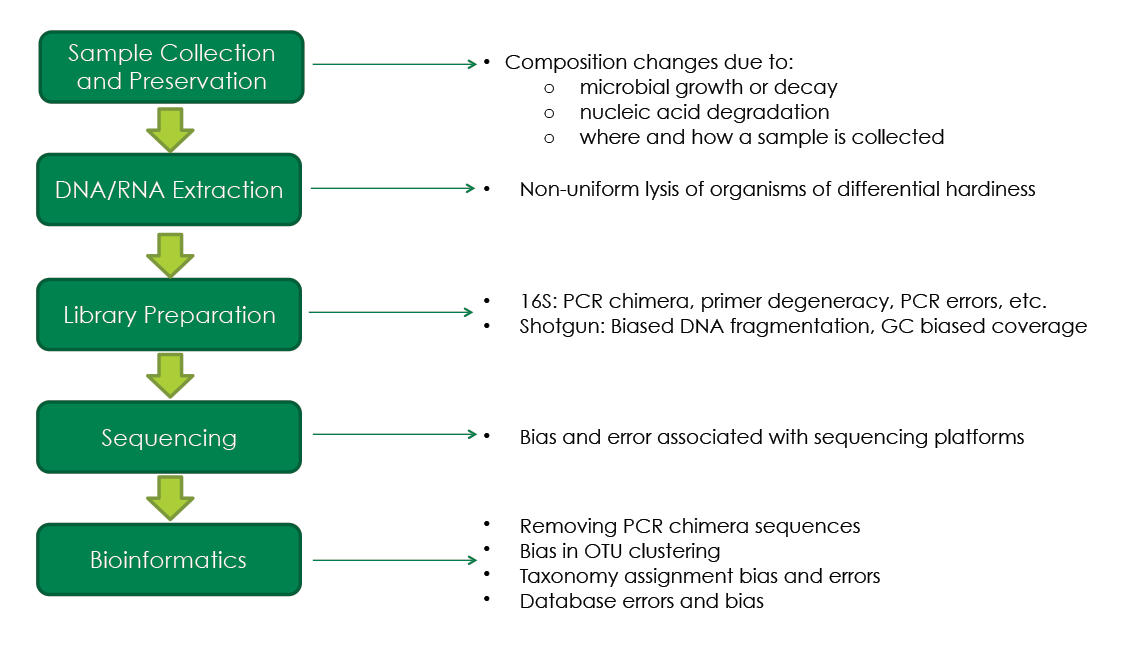 Sample Collection
and Preservation
• Composition changes due to:
o microbial growth or decay
o nucleic acid degradation
o where and how a sample is collected
DNA/RNA Extraction
• Non-uniform lysis of organisms of differential hardiness
Library Preparation
• 16S: PCR chimera, primer degeneracy, PCR errors, etc.
• Shotgun: Biased DNA fragmentation, GC biased coverage
Sequencing
• Bias and error associated with sequencing platforms
Bioinformatics
• Removing PCR chimera sequences
• Bias in OTU clustering
• Taxonomy assignment bias and errors
• Database errors and bias